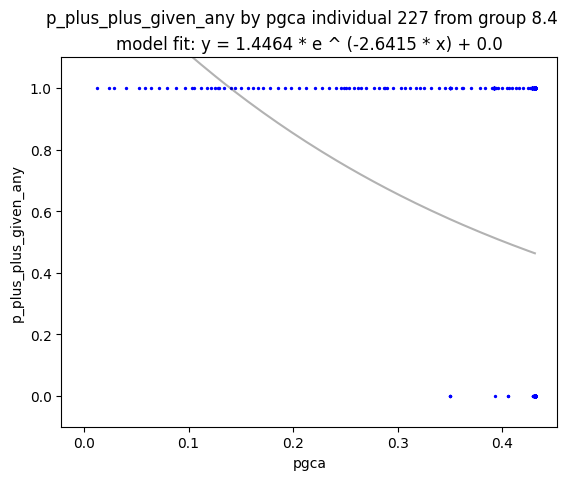 p_plus_plus_given_any by pgca individual 227 from group 8.4
model fit: y = 1.4464 * e ^ (-2.6415 * x) + 0.0
p_plus_plus_given_any
1.0
0.8
0.6
0.4
0.2
0.0
0.0 0.1 0.2 0.3 0.4
pgca